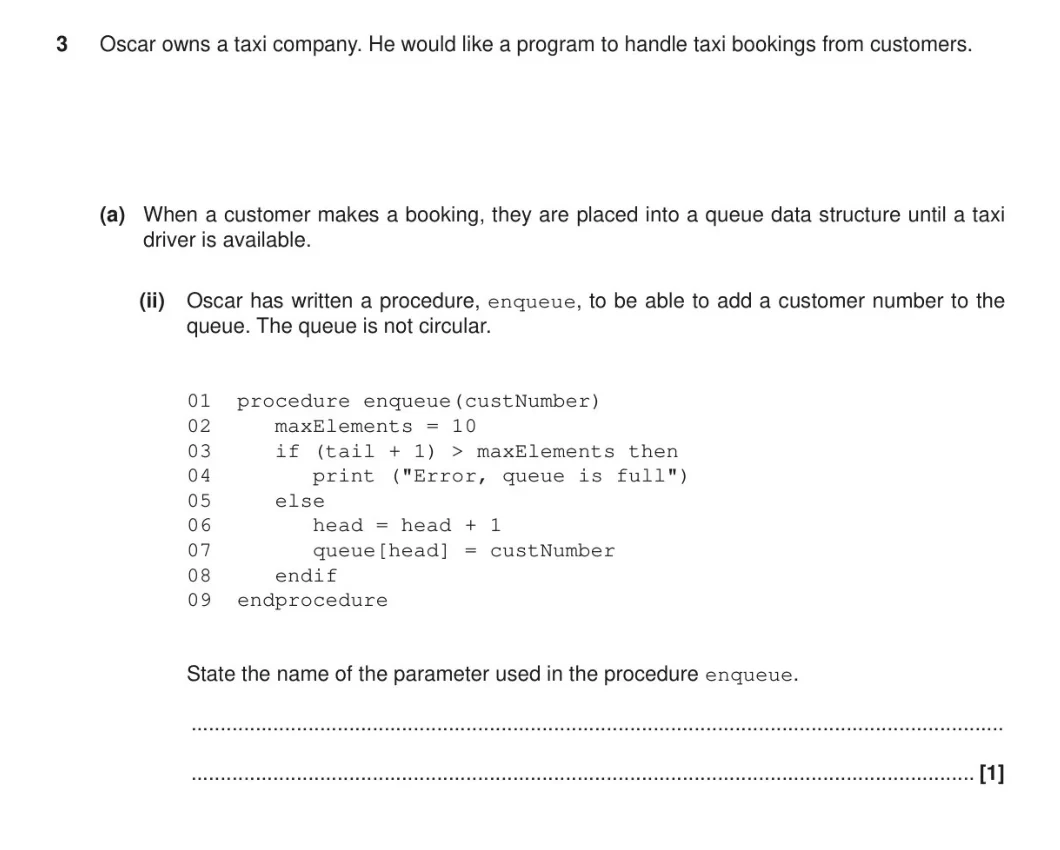 3 Oscar owns a taxi company. He would like a program to handle taxi bookings from customers.
(a) When a customer makes a booking, they are placed into a queue data structure until a taxi
driver is available.
(ii) Oscar has written a procedure, enqueue, to be able to add a customer number to the
queue. The queue is not circular.
01 procedure enqueue(custNumber)
02 maxElements = 10
03 if (tail + 1) > maxElements then
04 print ("Error, queue is full")
05 else
06 head = head + 1
07 queue[head] = custNumber
08 endif
09 endprocedure
State the name of the parameter used in the procedure enqueue.
[1]